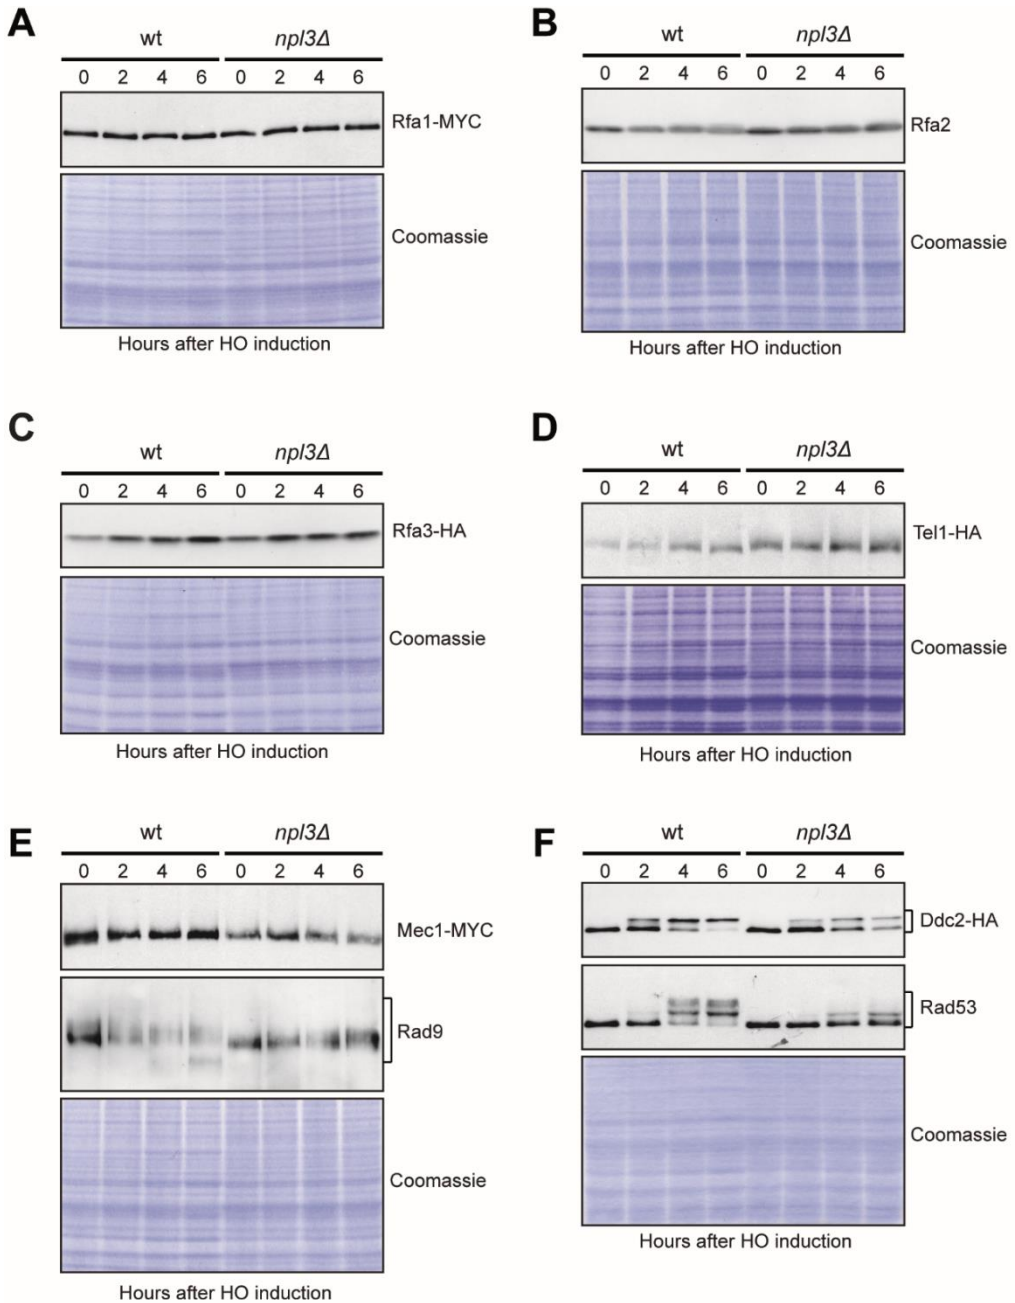 A
wt npl3Δ
0 2 4 6 0 2 4 6
Rfa1-MYC
Coomassie
Hours after HO induction
B
wt npl3Δ
0 2 4 6 0 2 4 6
Rfa2
Coomassie
Hours after HO induction
C
wt npl3Δ
0 2 4 6 0 2 4 6
Rfa3-HA
Coomassie
Hours after HO induction
D
wt npl3Δ
0 2 4 6 0 2 4 6
Tel1-HA
Coomassie
Hours after HO induction
E
wt npl3Δ
0 2 4 6 0 2 4 6
Mec1-MYC
Rad9
Coomassie
Hours after HO induction
F
wt npl3Δ
0 2 4 6 0 2 4 6
Ddc2-HA
Rad53
Coomassie
Hours after HO induction